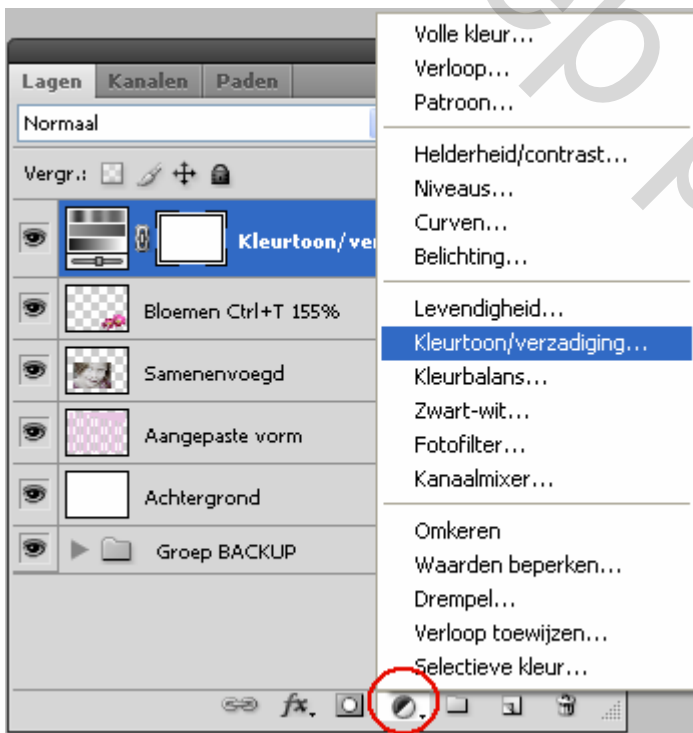 Lagen Kanalen Paden
Normaal
Vergr.:
Kleurtoon/ve
Bloemen Ctrl+T 155%
Samenenvoegd
Aangepaste vorm
Achtergrond
Groep BACKUP
fx.
Volle kleur...
Verloop...
Patroon...
Helderheid/contrast...
Niveaus...
Curven...
Belichting...
Levendigheid...
Kleurtoon/verzadiging...
Kleurbalans...
Zwart-wit...
Fotofilter...
Kanaalmixer...
Omkeren
Waarden beperken...
Drempel...
Verloop toewijzen...
Selectieve kleur...